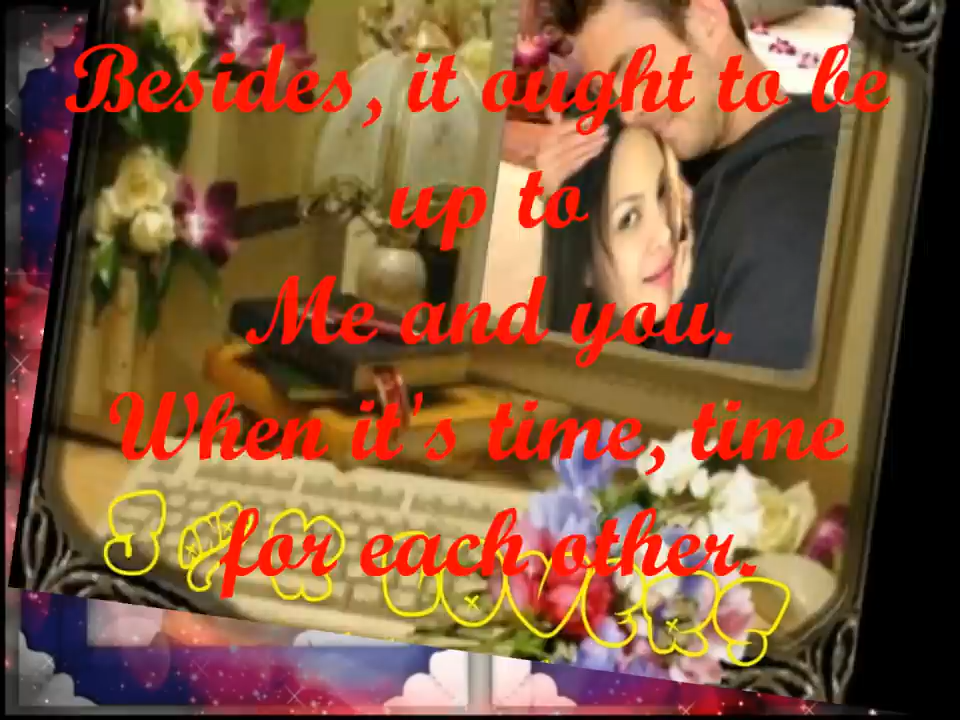 Besides, it ought to be
up to
Me and you.
When it's time, time
for each other.